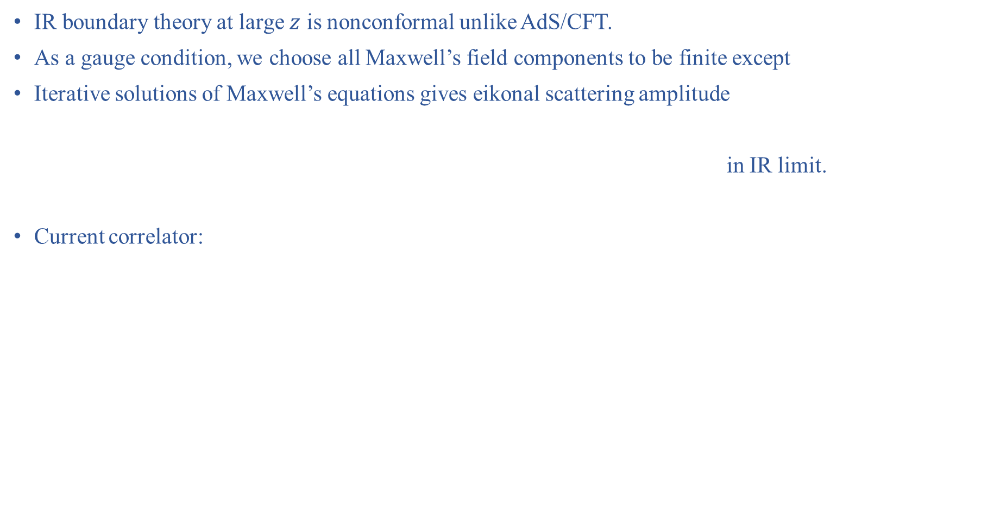 • IR boundary theory at large z is nonconformal unlike AdS/CFT.
• As a gauge condition, we choose all Maxwell’s field components to be finite except
• Iterative solutions of Maxwell’s equations gives eikonal scattering amplitude
in IR limit.
• Current correlator: